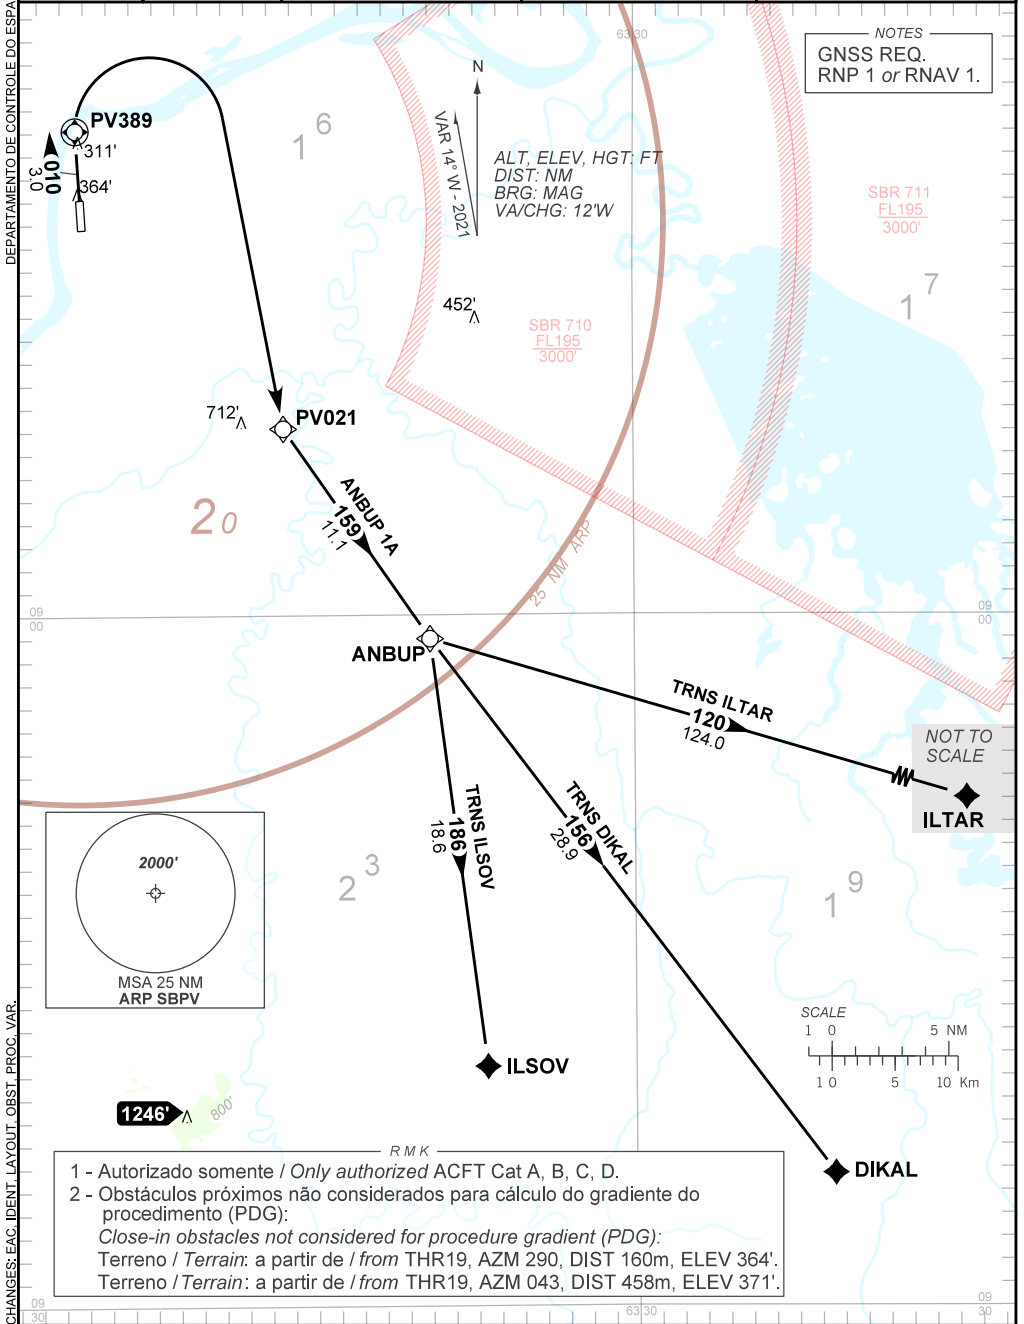 DEPARTAMENTO DE CONTROLE DO ESPA
63 30
NOTES
GNSS REQ.
RNP 1 or RNAV 1.
N
VAR 14° W - 2021
ALT, ELEV, HGT: FT
DIST: NM
BRG: MAG
VA/CHG: 12'W
PV389
311'
010
3.0
364'
1 6
SBR 711
FL195
3000'
1 7
452'
SBR 710
FL195
3000'
712'
PV021
ANBUP 1A
159
11.1
20
25 NM ARP
09
00
09
00
ANBUP
TRNS ILTAR
120
124.0
NOT TO
SCALE
ILTAR
TRNS ILSOV
186
18.6
TRNS DIKAL
156
28.9
2000'
MSA 25 NM
ARP SBPV
2 3
1 9
SCALE
1 0 5 NM
1 0 5 10 Km
ILSOV
1246'
800'
DIKAL
RMK
1 - Autorizado somente / Only authorized ACFT Cat A, B, C, D.
2 - Obstáculos próximos não considerados para cálculo do gradiente do
procedimento (PDG):
Close-in obstacles not considered for procedure gradient (PDG):
Terreno / Terrain: a partir de / from THR19, AZM 290, DIST 160m, ELEV 364'.
Terreno / Terrain: a partir de / from THR19, AZM 043, DIST 458m, ELEV 371'.
CHANGES: EAC, IDENT, LAYOUT, OBST, PROC, VAR.
09
30
63 30
09
30